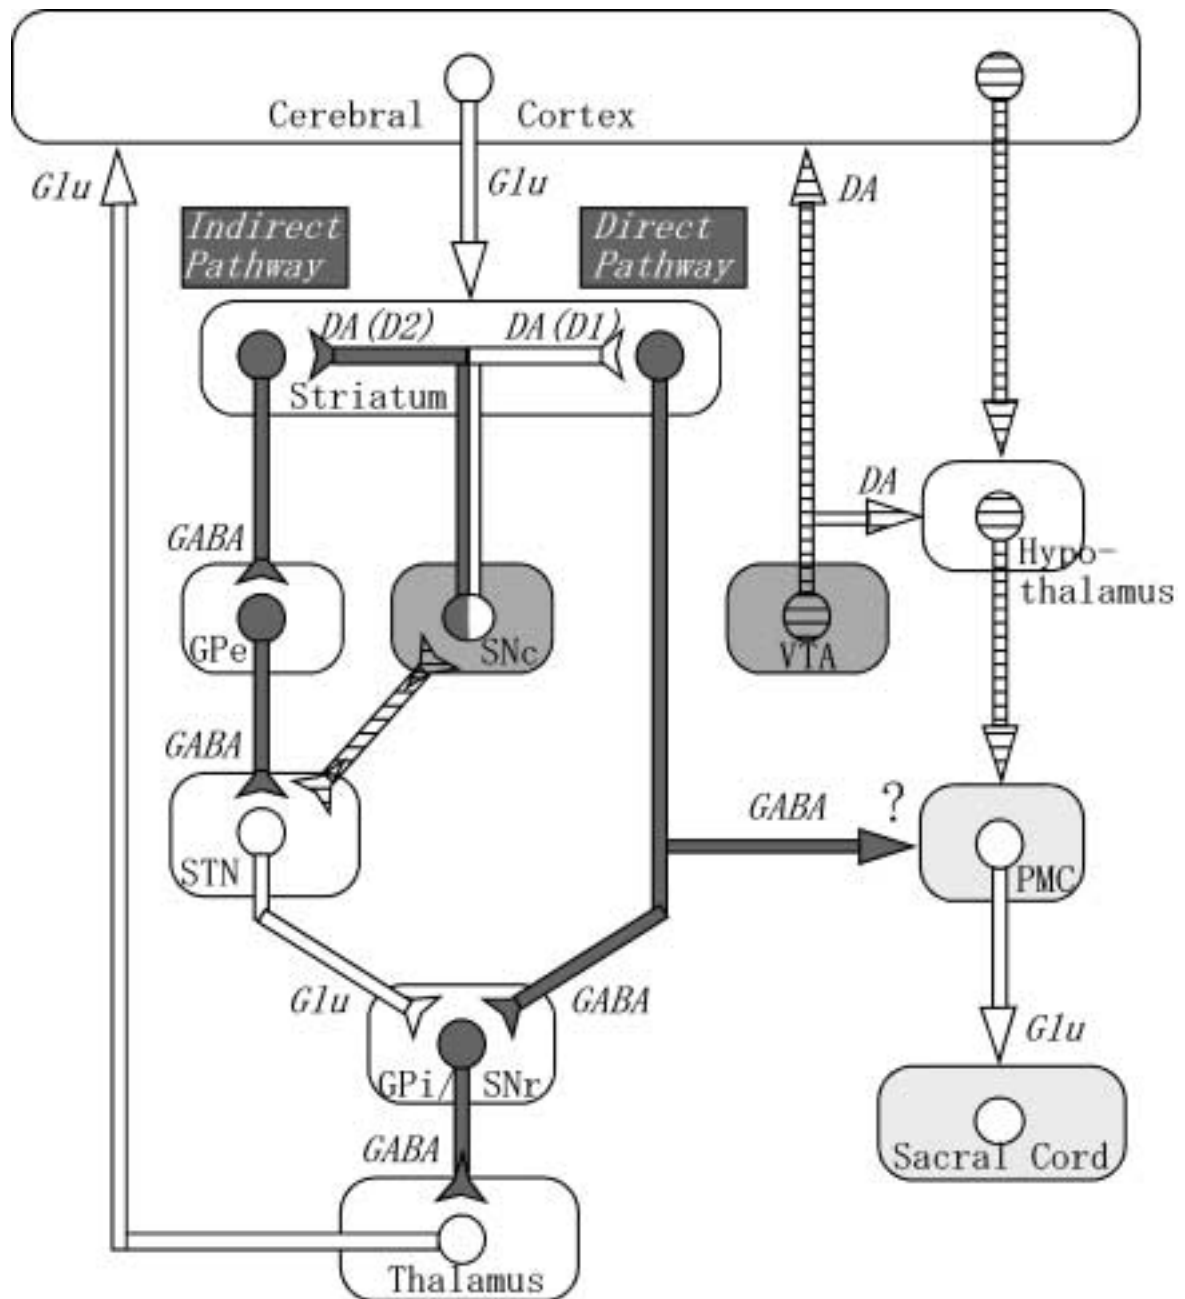 Cerebral Cortex
Glu
Glu
DA
Indirect
Pathway
Direct
Pathway
DA(D2)
DA(D1)
Striatum
DA
GABA
Hypo-
thalamus
GPe
SNc
VTA
GABA
GABA
?
STN
PMC
Glu
GABA
Glu
GPi/ SNr
GABA
Sacral Cord
Thalamus